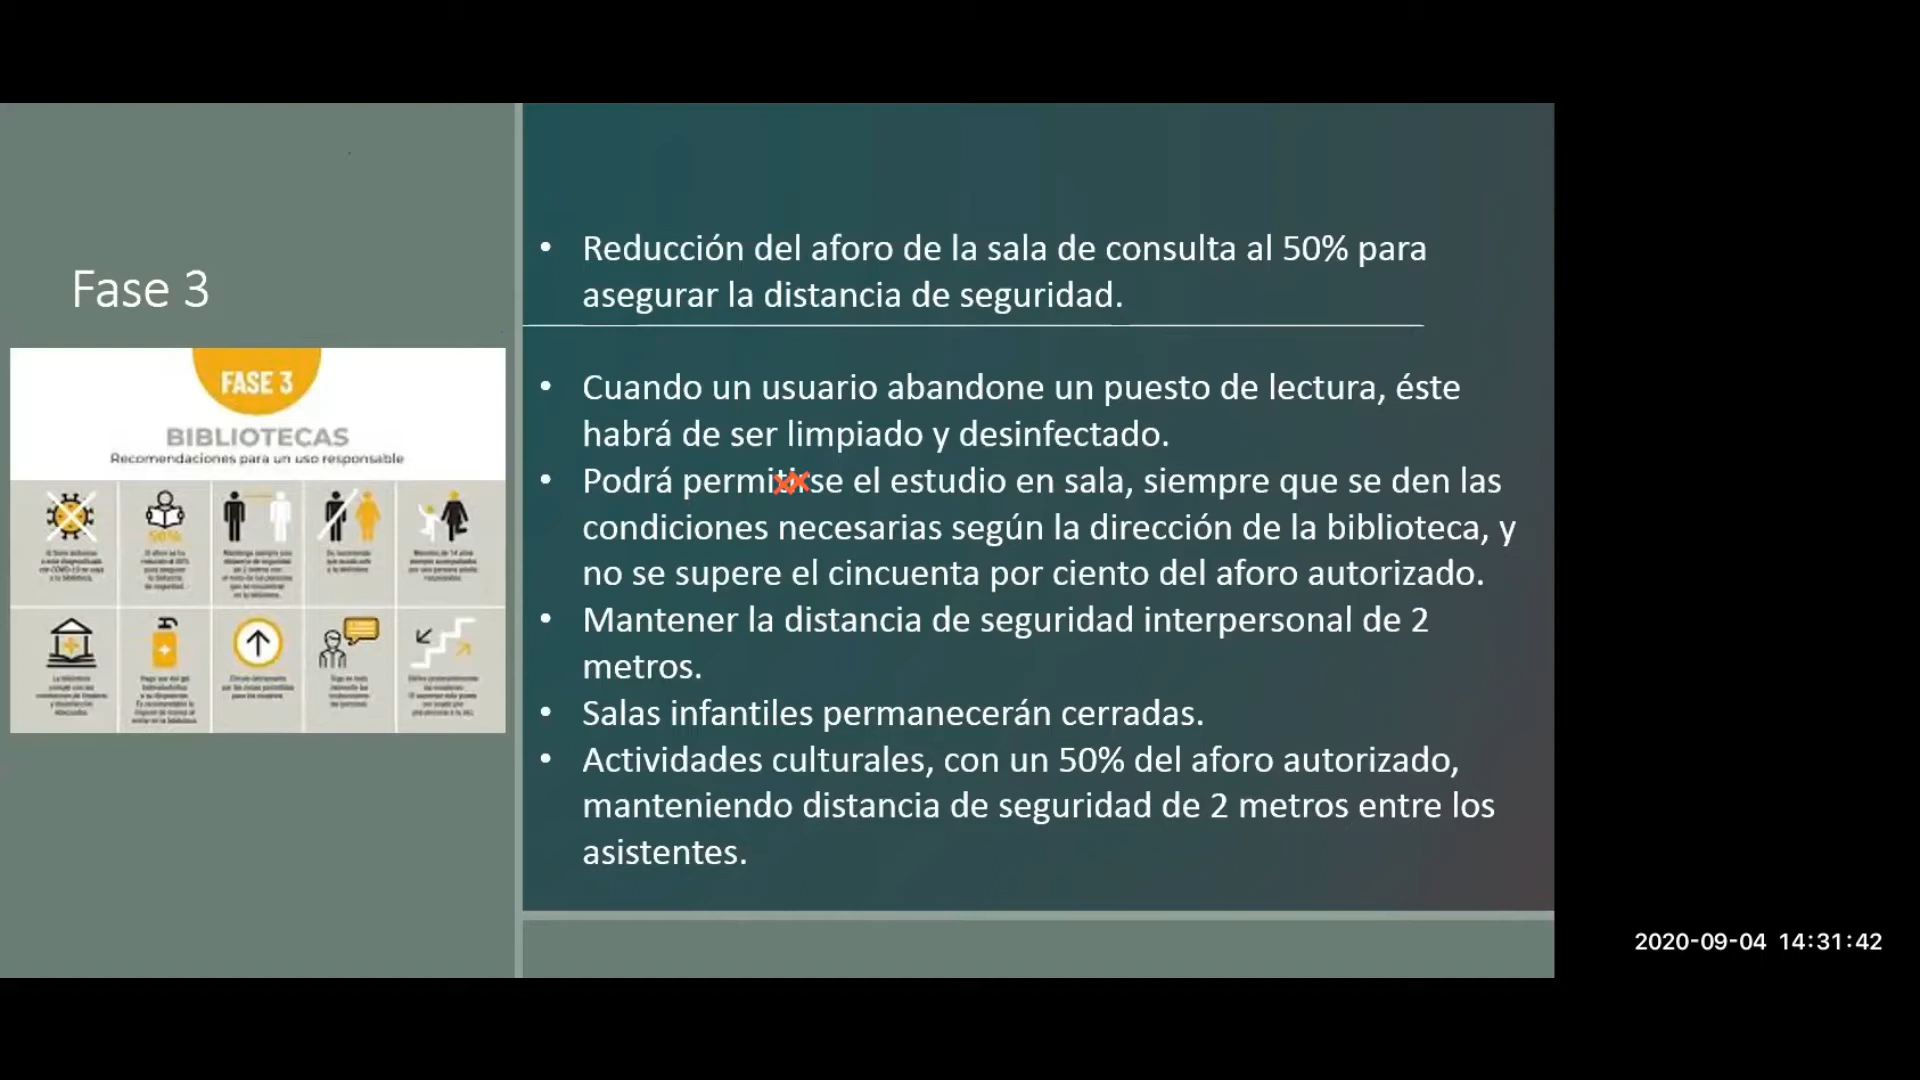 Fase 3
FASE 3
BIBLIOTECAS
Recomendaciones para un uso responsable
50%
• Reducción del aforo de la sala de consulta al 50% para
asegurar la distancia de seguridad.
• Cuando un usuario abandone un puesto de lectura, éste
habrá de ser limpiado y desinfectado.
• Podrá permitirse el estudio en sala, siempre que se den las
condiciones necesarias según la dirección de la biblioteca, y
no se supere el cincuenta por ciento del aforo autorizado.
• Mantener la distancia de seguridad interpersonal de 2
metros.
• Salas infantiles permanecerán cerradas.
• Actividades culturales, con un 50% del aforo autorizado,
manteniendo distancia de seguridad de 2 metros entre los
asistentes.
2020-09-04 14:31:42